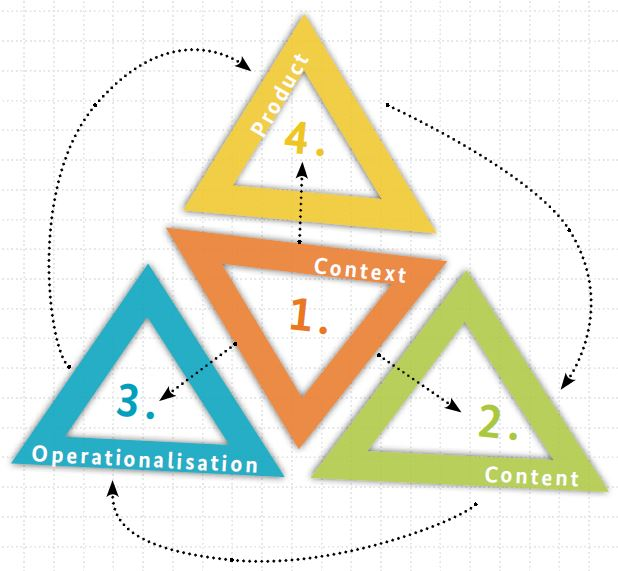 Product
4.
Context
1.
3.
Operationalisation
2.
Content